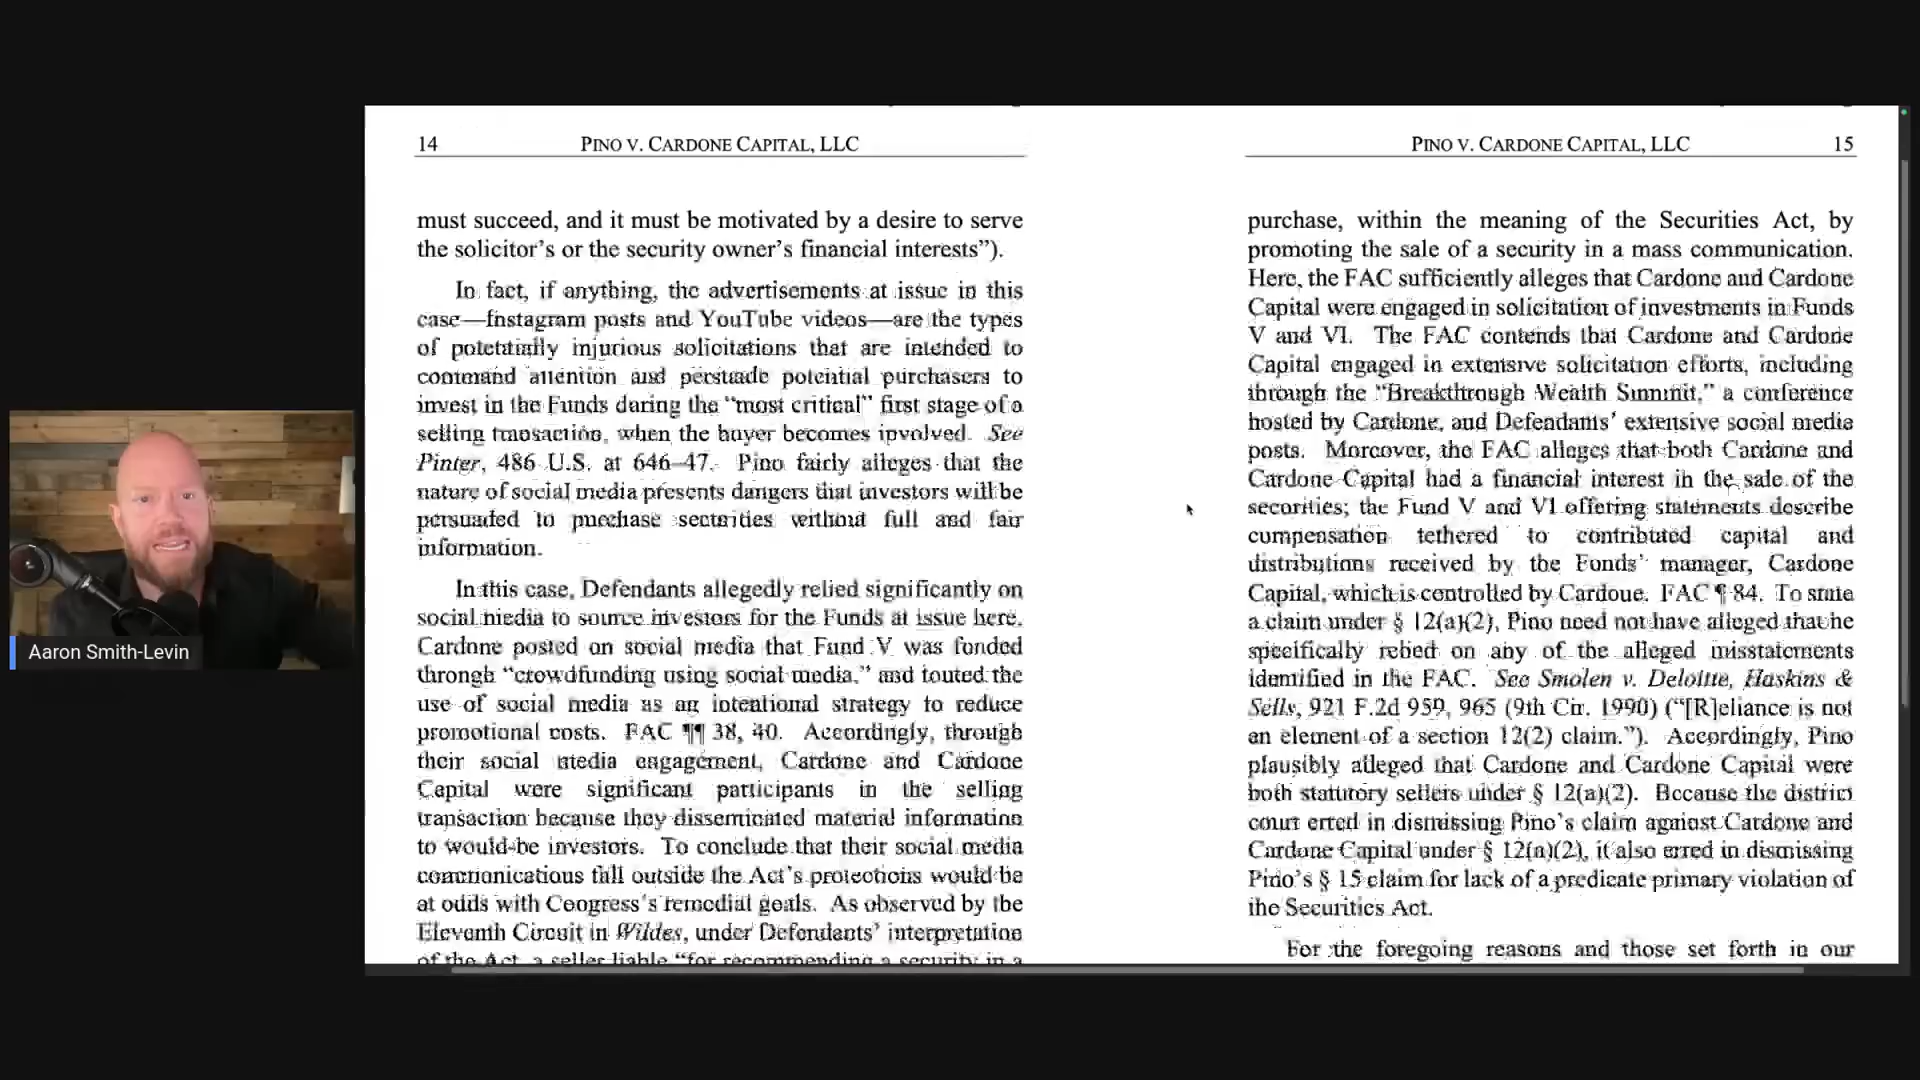 14 PINO V. CARDONE CAPITAL, LLC
must succeed, and it must be motivated by a desire to serve
the solicitor's or the security owner's financial interests").
In fact, if anything, the advertisements at issue in this
case—Instagram posts and YouTube videos—are the types
of potentially injurious solicitations that are intended to
command attention and persuade potential purchasers to
invest in the Funds during the "most critical" first stage of a
selling transaction, when the buyer becomes involved. See
Pinter, 486 U.S. at 646–47. Pino fairly alleges that the
nature of social media presents dangers that investors will be
persuaded to purchase securities without full and fair
information.
In this case, Defendants allegedly relied significantly on
social media to source investors for the Funds at issue here.
Cardone posted on social media that Fund V was funded
through "crowdfunding using social media," and touted the
use of social media as an intentional strategy to reduce
promotional costs. FAC ¶¶ 38, 40. Accordingly, through
their social media engagement, Cardone and Cardone
Capital were significant participants in the selling
transaction because they disseminated material information
to would-be investors. To conclude that their social media
communications fall outside the Act's protections would be
at odds with Congress's remedial goals. As observed by the
Eleventh Circuit in Wildes, under Defendants' interpretation
of the Act, a seller liable "for recommending a security in a
PINO V. CARDONE CAPITAL, LLC 15
purchase, within the meaning of the Securities Act, by
promoting the sale of a security in a mass communication.
Here, the FAC sufficiently alleges that Cardone and Cardone
Capital were engaged in solicitation of investments in Funds
V and VI. The FAC contends that Cardone and Cardone
Capital engaged in extensive solicitation efforts, including
through the "Breakthrough Wealth Summit," a conference
hosted by Cardone, and Defendants' extensive social media
posts. Moreover, the FAC alleges that both Cardone and
Cardone Capital had a financial interest in the sale of the
securities; the Fund V and VI offering statements describe
compensation tethered to contributed capital and
distributions received by the Funds' manager, Cardone
Capital, which is controlled by Cardone. FAC ¶ 84. To state
a claim under § 12(a)(2), Pino need not have alleged that he
specifically relied on any of the alleged misstatements
identified in the FAC. See Smolen v. Deloitte, Haskins &
Sells, 921 F.2d 959, 965 (9th Cir. 1990) ("[R]eliance is not
an element of a section 12(2) claim."). Accordingly, Pino
plausibly alleged that Cardone and Cardone Capital were
both statutory sellers under § 12(a)(2). Because the district
court erred in dismissing Pino's claim against Cardone and
Cardone Capital under § 12(a)(2), it also erred in dismissing
Pino's § 15 claim for lack of a predicate primary violation of
the Securities Act.
For the foregoing reasons and those set forth in our
Aaron Smith-Levin